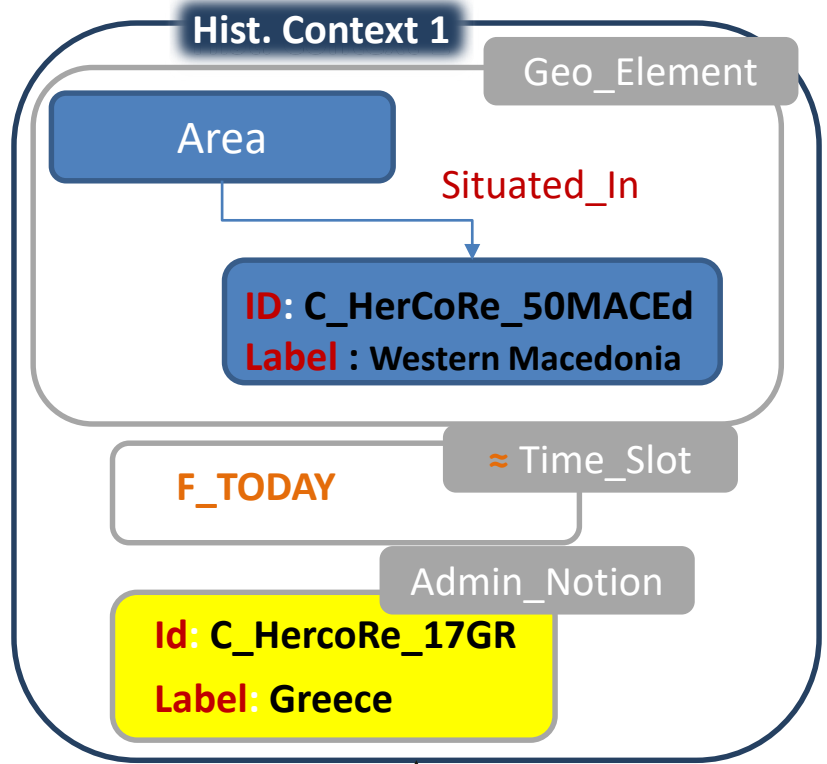 Hist. Context 1
Geo_Element
Area
Situated_In
ID: C_HerCoRe_50MACEd
Label : Western Macedonia
≈ Time_Slot
F_TODAY
Admin_Notion
Id: C_HercoRe_17GR
Label: Greece